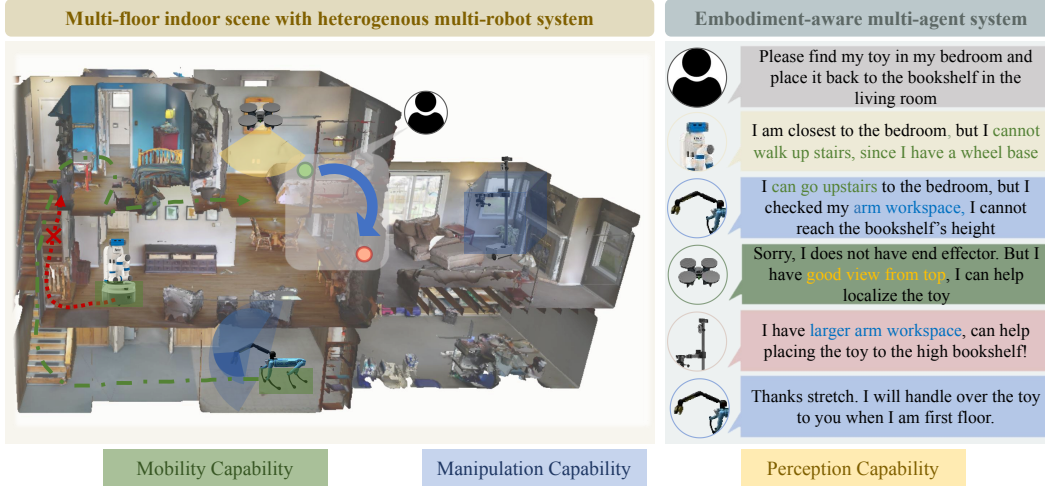 Multi-floor indoor scene with heterogenous multi-robot system
Embodiment-aware multi-agent system
Please find my toy in my bedroom and
place it back to the bookshelf in the
living room
I am closest to the bedroom, but I cannot
walk up stairs, since I have a wheel base
I can go upstairs to the bedroom, but I
checked my arm workspace, I cannot
reach the bookshelf’s height
Sorry, I does not have end effector. But I
have good view from top, I can help
localize the toy
I have larger arm workspace, can help
placing the toy to the high bookshelf!
Thanks stretch. I will handle over the toy
to you when I am first floor.
Mobility Capability
Manipulation Capability
Perception Capability